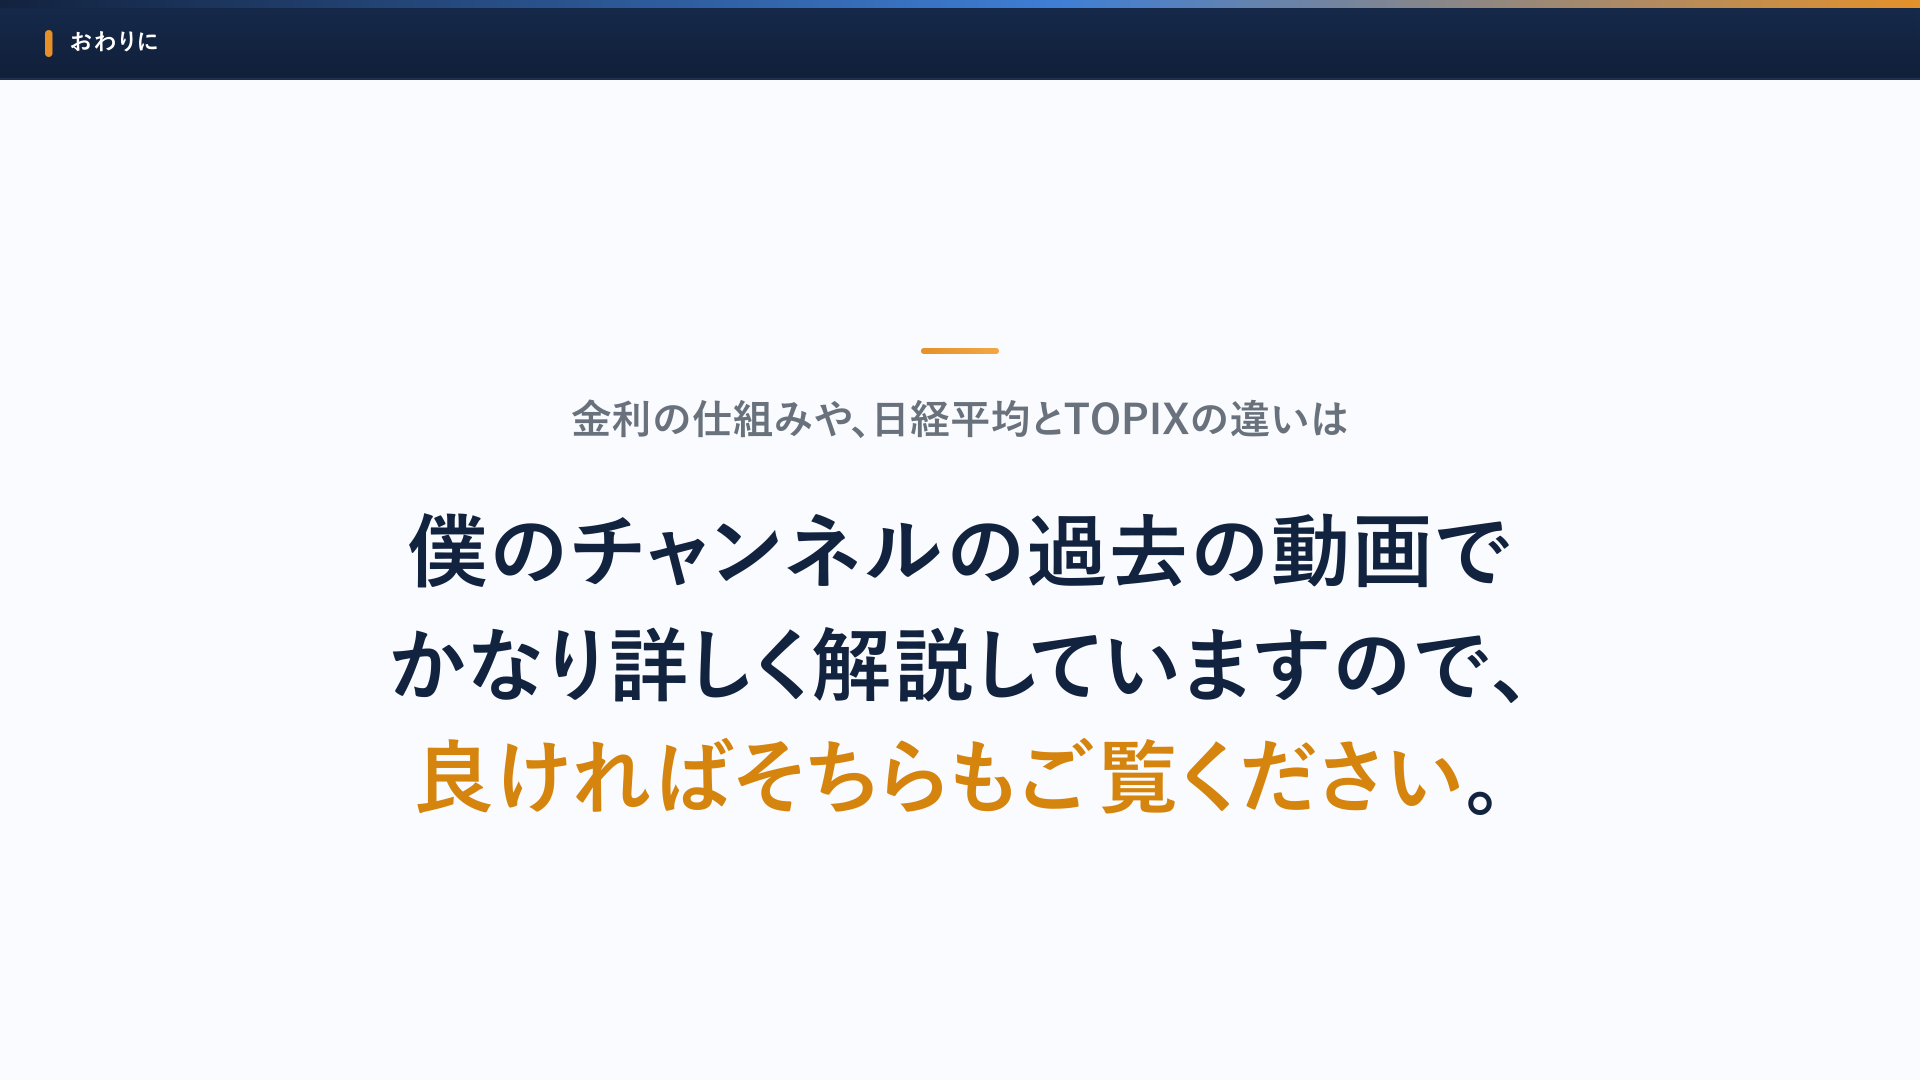 おわりに
金利の仕組みや、日経平均とTOPIXの違いは
僕のチャンネルの過去の動画で
かなり詳しく解説していますので、
良ければそちらもご覧ください。